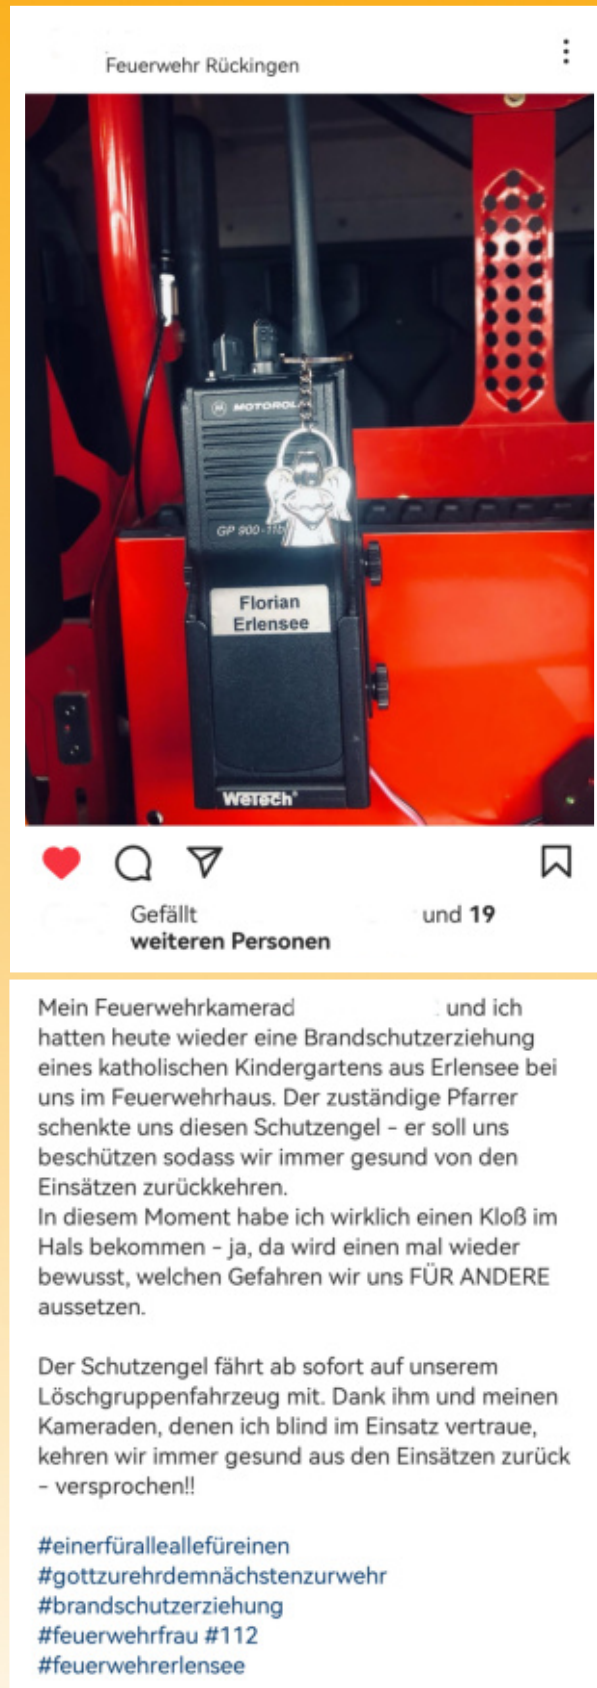 Feuerwehr Rückingen
MOTOROLA
GP 900
Florian
Erlensee
WeTech
Gefällt und 19
weiteren Personen
Mein Feuerwehrkamerad und ich
hatten heute wieder eine Brandschutzerziehung
eines katholischen Kindergartens aus Erlensee bei
uns im Feuerwehrhaus. Der zuständige Pfarrer
schenkte uns diesen Schutzengel – er soll uns
beschützen sodass wir immer gesund von den
Einsätzen zurückkehren.
In diesem Moment habe ich wirklich einen Kloß im
Hals bekommen – ja, da wird einen mal wieder
bewusst, welchen Gefahren wir uns FÜR ANDERE
aussetzen.
Der Schutzengel fährt ab sofort auf unserem
Löschgruppenfahrzeug mit. Dank ihm und meinen
Kameraden, denen ich blind im Einsatz vertraue,
kehren wir immer gesund aus den Einsätzen zurück
– versprochen!!
#einerfüralleallefüreinen
#gottzurehrdemnächstenzurwehr
#brandschutzerziehung
#feuerwehrfrau #112
#feuerwehrerlensee